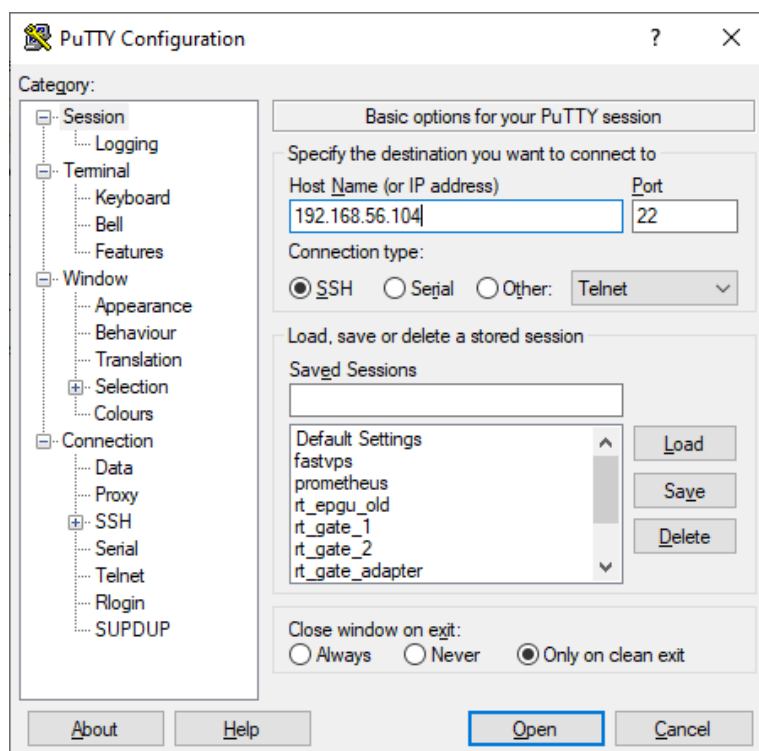 PuTTY Configuration
?
Category:
Session
Logging
Terminal
Keyboard
Bell
Features
Window
Appearance
Behaviour
Translation
Selection
Colours
Connection
Data
Proxy
SSH
Serial
Telnet
Rlogin
SUPDUP
Basic options for your PuTTY session
Specify the destination you want to connect to
Host Name (or IP address) Port
192.168.56.104 22
Connection type:
SSH Serial Other: Telnet
Load, save or delete a stored session
Saved Sessions
Default Settings
fastvps
prometheus
rt_epgu_old
rt_gate_1
rt_gate_2
rt_gate_adapter
Load
Save
Delete
Close window on exit:
Always Never Only on clean exit
About Help Open Cancel